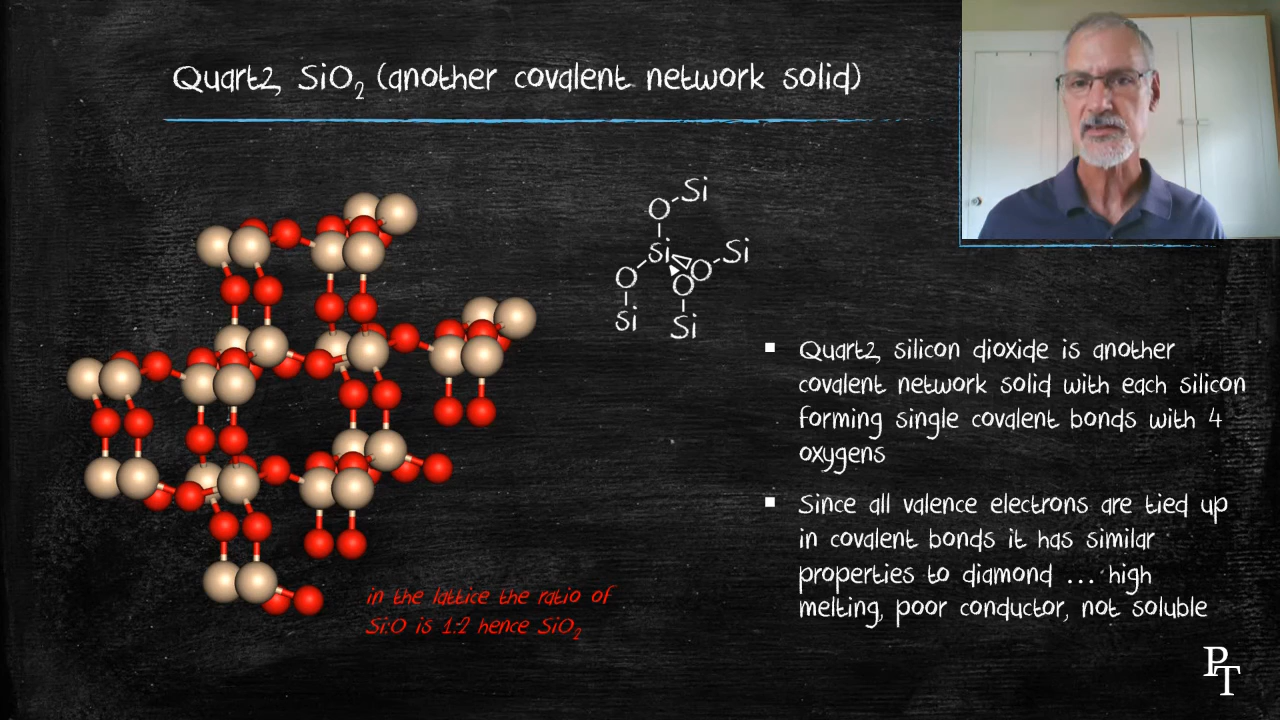 Quartz, SiO₂ (another covalent network solid)
Si
O
Si Si
O O
O
Si Si
Quartz, silicon dioxide is another
covalent network solid with each silicon
forming single covalent bonds with 4
oxygens
Since all valence electrons are tied up
in covalent bonds it has similar
properties to diamond ... high
melting, poor conductor, not soluble
in the lattice the ratio of
Si:O is 1:2 hence SiO₂
PT